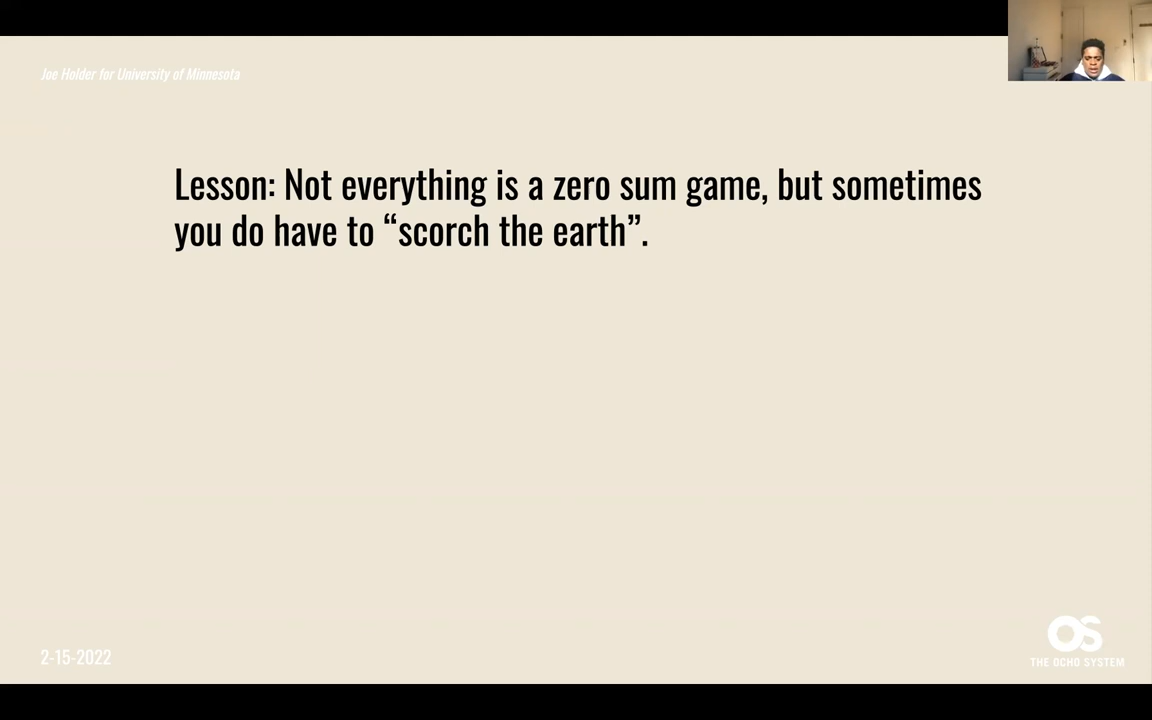 Joe Holder for University of Minnesota
Lesson: Not everything is a zero sum game, but sometimes
you do have to “scorch the earth”.
2-15-2022
OS
THE OCHO SYSTEM